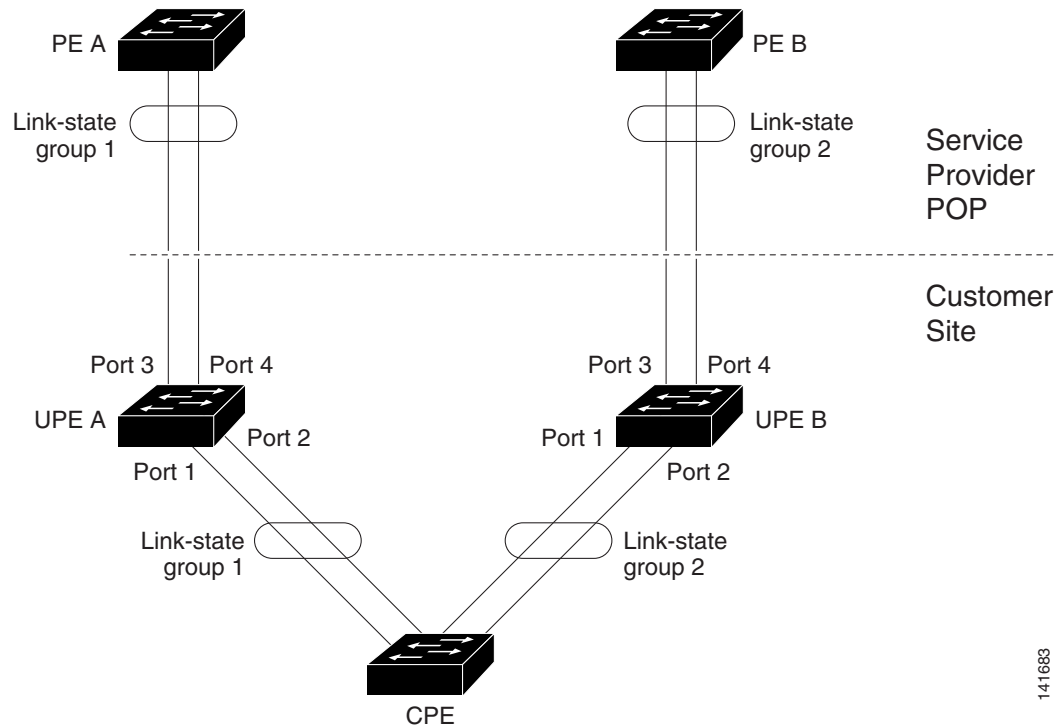 PE A
PE B
Link-state
group 1
Link-state
group 2
Service
Provider
POP
Customer
Site
Port 3
Port 4
Port 3
Port 4
UPE A
UPE B
Port 2
Port 1
Port 1
Port 2
Link-state
group 1
Link-state
group 2
CPE
141683